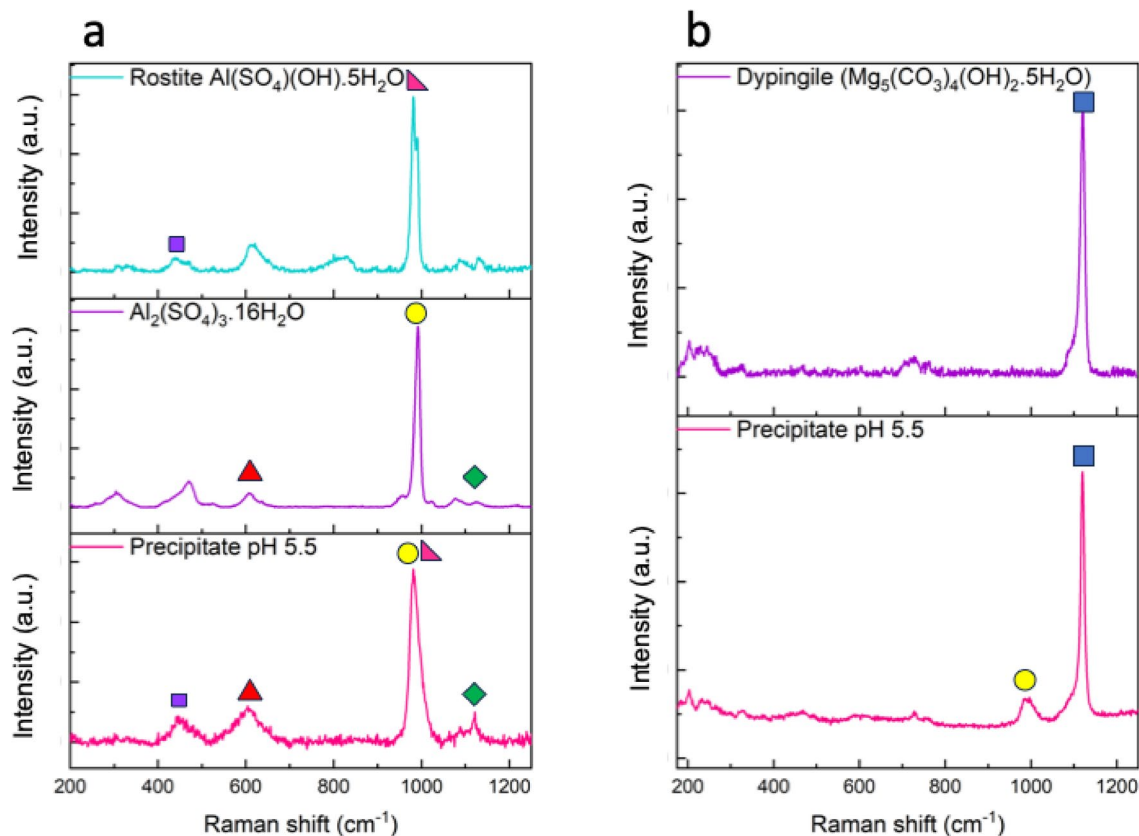 a
Rostite Al(SO₄)(OH).5H₂O
Intensity (a.u.)
Al₂(SO₄)₃.16H₂O
Intensity (a.u.)
Precipitate pH 5.5
Intensity (a.u.)
200 400 600 800 1000 1200
Raman shift (cm⁻¹)
b
Dypingile (Mg₅(CO₃)₄(OH)₂.5H₂O)
Intensity (a.u.)
Precipitate pH 5.5
Intensity (a.u.)
200 400 600 800 1000 1200
Raman shift (cm⁻¹)